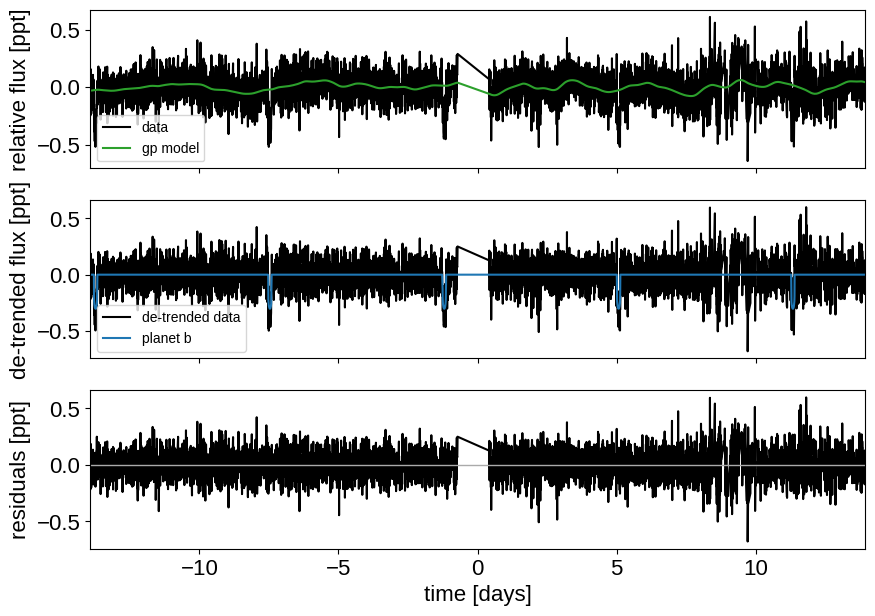 relative flux [ppt]
0.5
0.0
−0.5
data
gp model
de-trended flux [ppt]
0.5
0.0
−0.5
de-trended data
planet b
residuals [ppt]
0.5
0.0
−0.5
−10
−5
0
5
10
time [days]